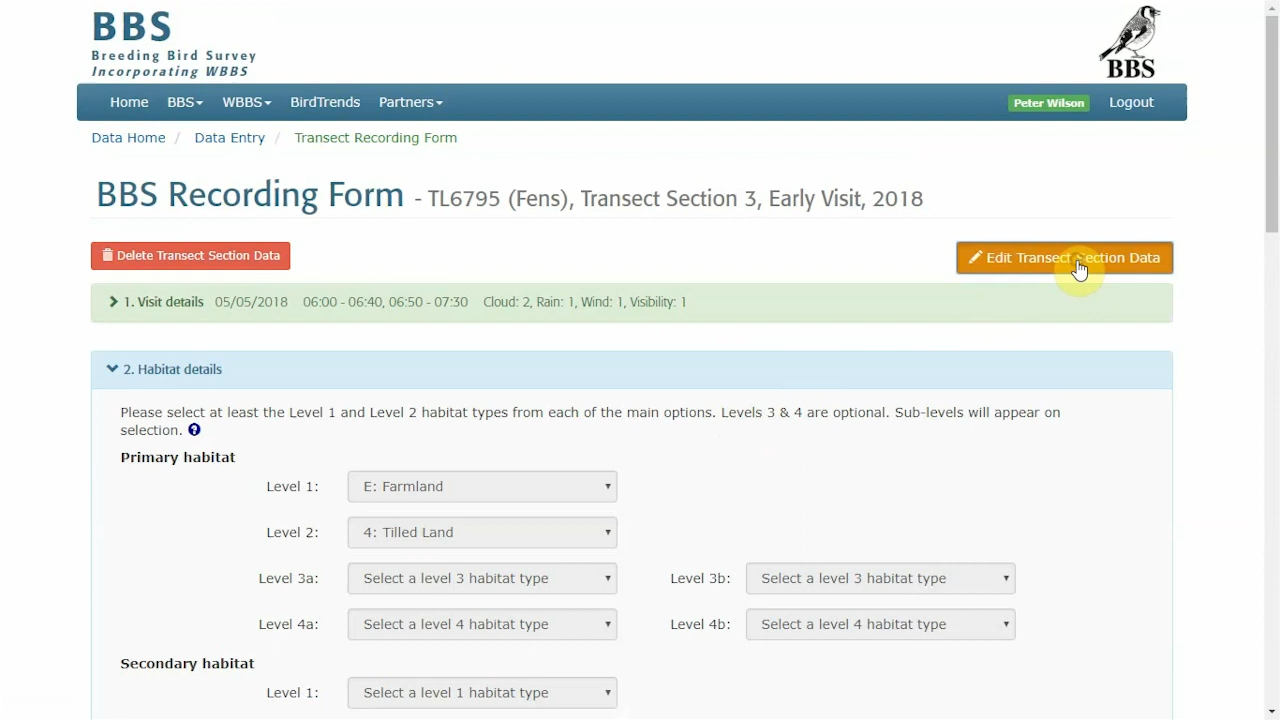 BBS
Breeding Bird Survey
Incorporating WBBS
BBS
Home BBS WBBS BirdTrends Partners Peter Wilson Logout
Data Home / Data Entry / Transect Recording Form
BBS Recording Form - TL6795 (Fens), Transect Section 3, Early Visit, 2018
Delete Transect Section Data Edit Transect Section Data
1. Visit details 05/05/2018 06:00 - 06:40, 06:50 - 07:30 Cloud: 2, Rain: 1, Wind: 1, Visibility: 1
2. Habitat details
Please select at least the Level 1 and Level 2 habitat types from each of the main options. Levels 3 & 4 are optional. Sub-levels will appear on
selection. ?
Primary habitat
Level 1: E: Farmland
Level 2: 4: Tilled Land
Level 3a: Select a level 3 habitat type Level 3b: Select a level 3 habitat type
Level 4a: Select a level 4 habitat type Level 4b: Select a level 4 habitat type
Secondary habitat
Level 1: Select a level 1 habitat type